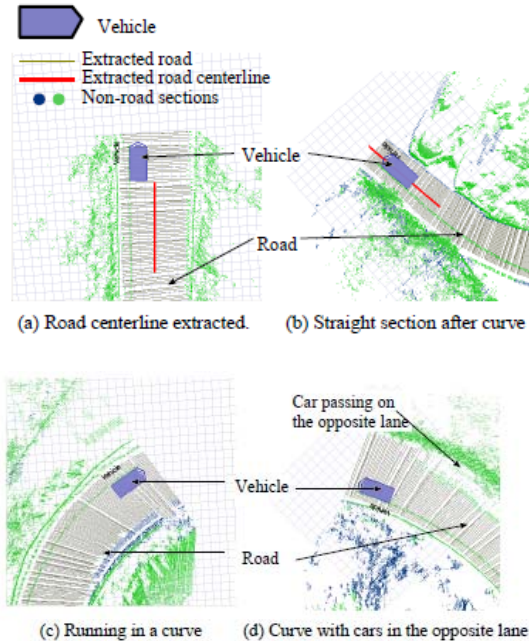 Vehicle
Extracted road
Extracted road centerline
Non-road sections
Vehicle
Road
(a) Road centerline extracted.
(b) Straight section after curve
Car passing on
the opposite lane
Vehicle
Road
(c) Running in a curve
(d) Curve with cars in the opposite lane